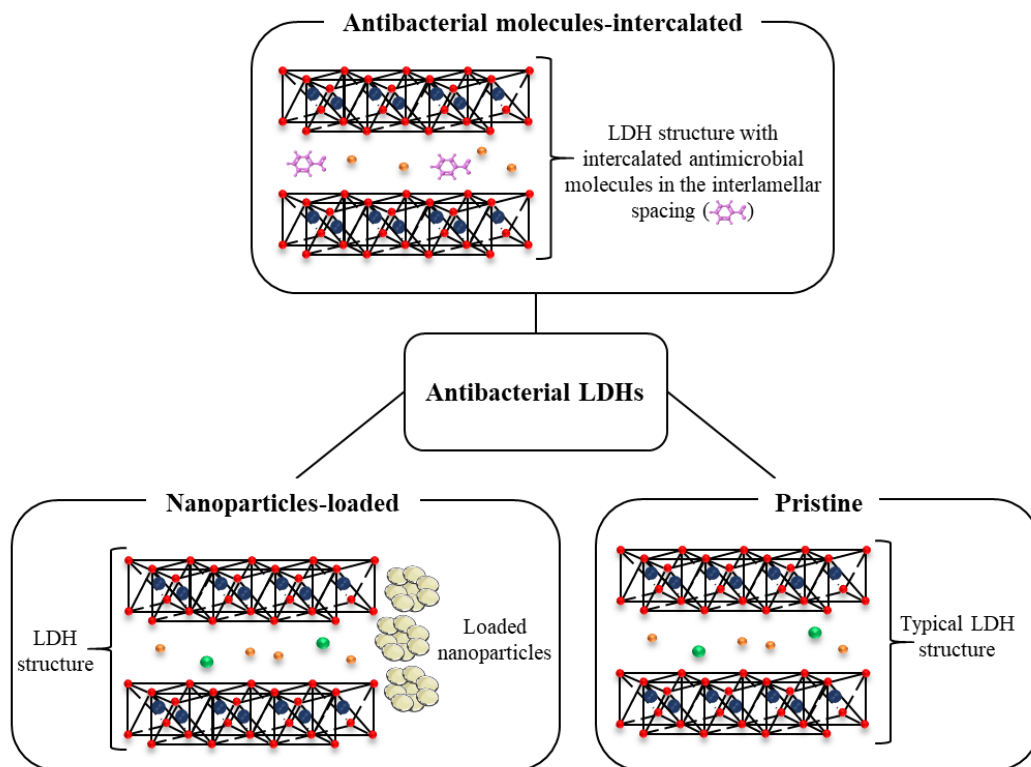 Antibacterial molecules-intercalated
LDH structure with
intercalated antimicrobial
molecules in the interlamellar
spacing ( )
Antibacterial LDHs
Nanoparticles-loaded
LDH
structure
Loaded
nanoparticles
Pristine
Typical LDH
structure